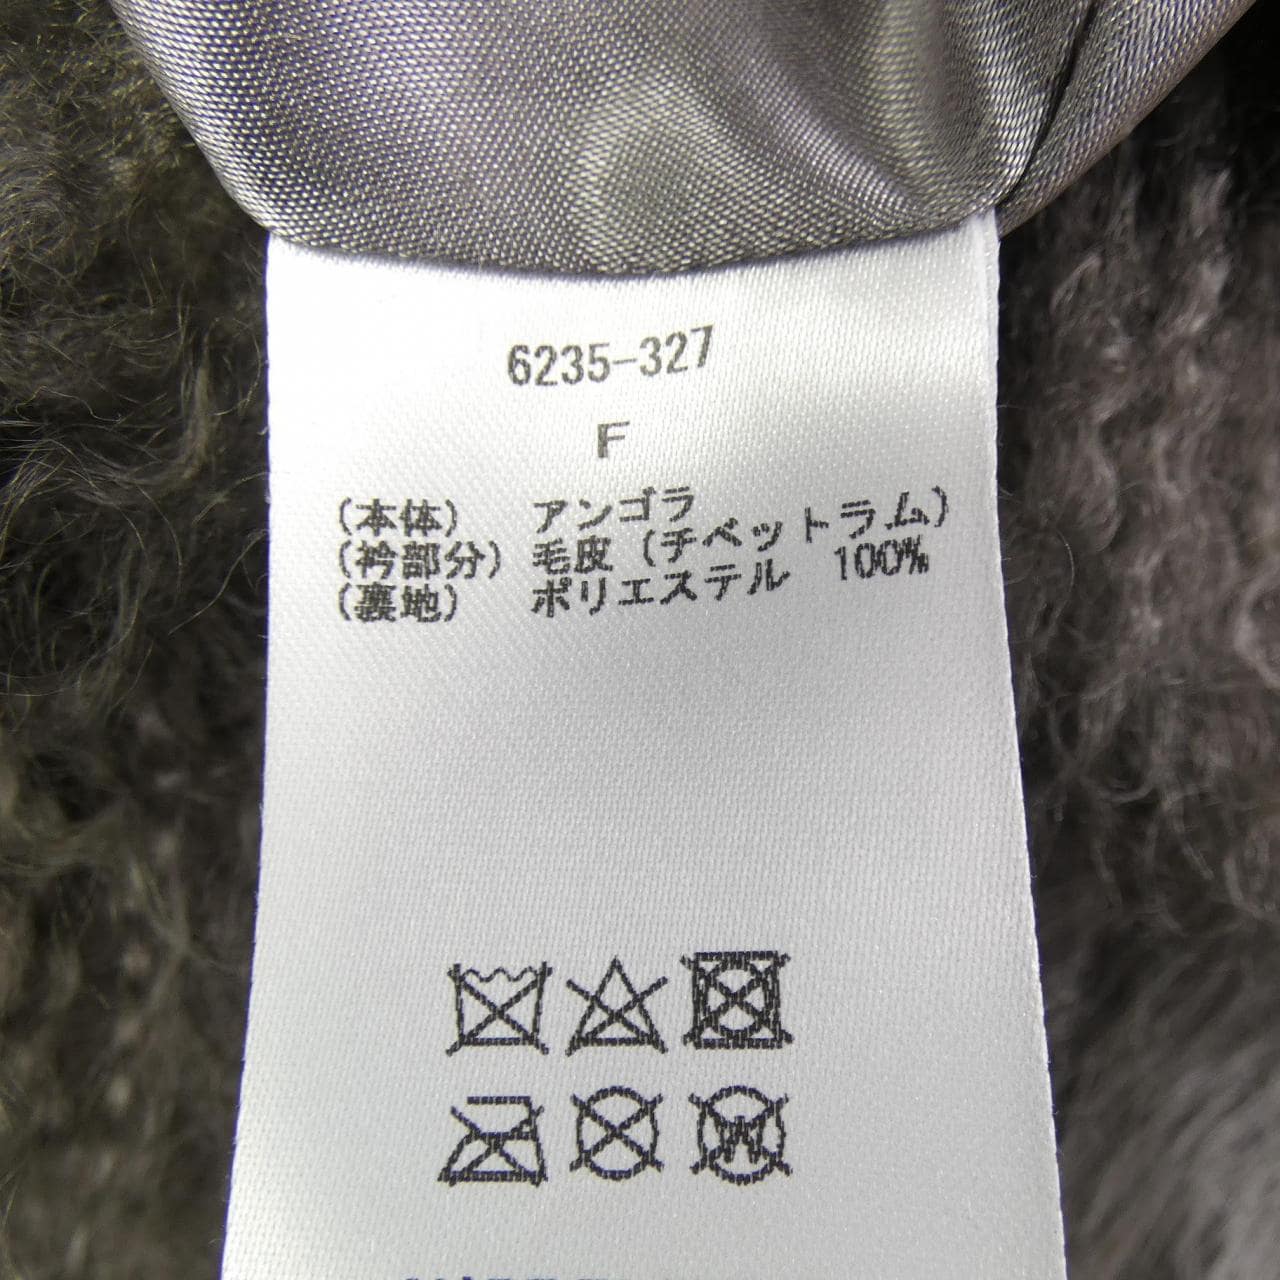 6235-327
F
(本体) アンゴラ
(衿部分) 毛皮 (チベットラム)
(裏地) ポリエステル 100%
W